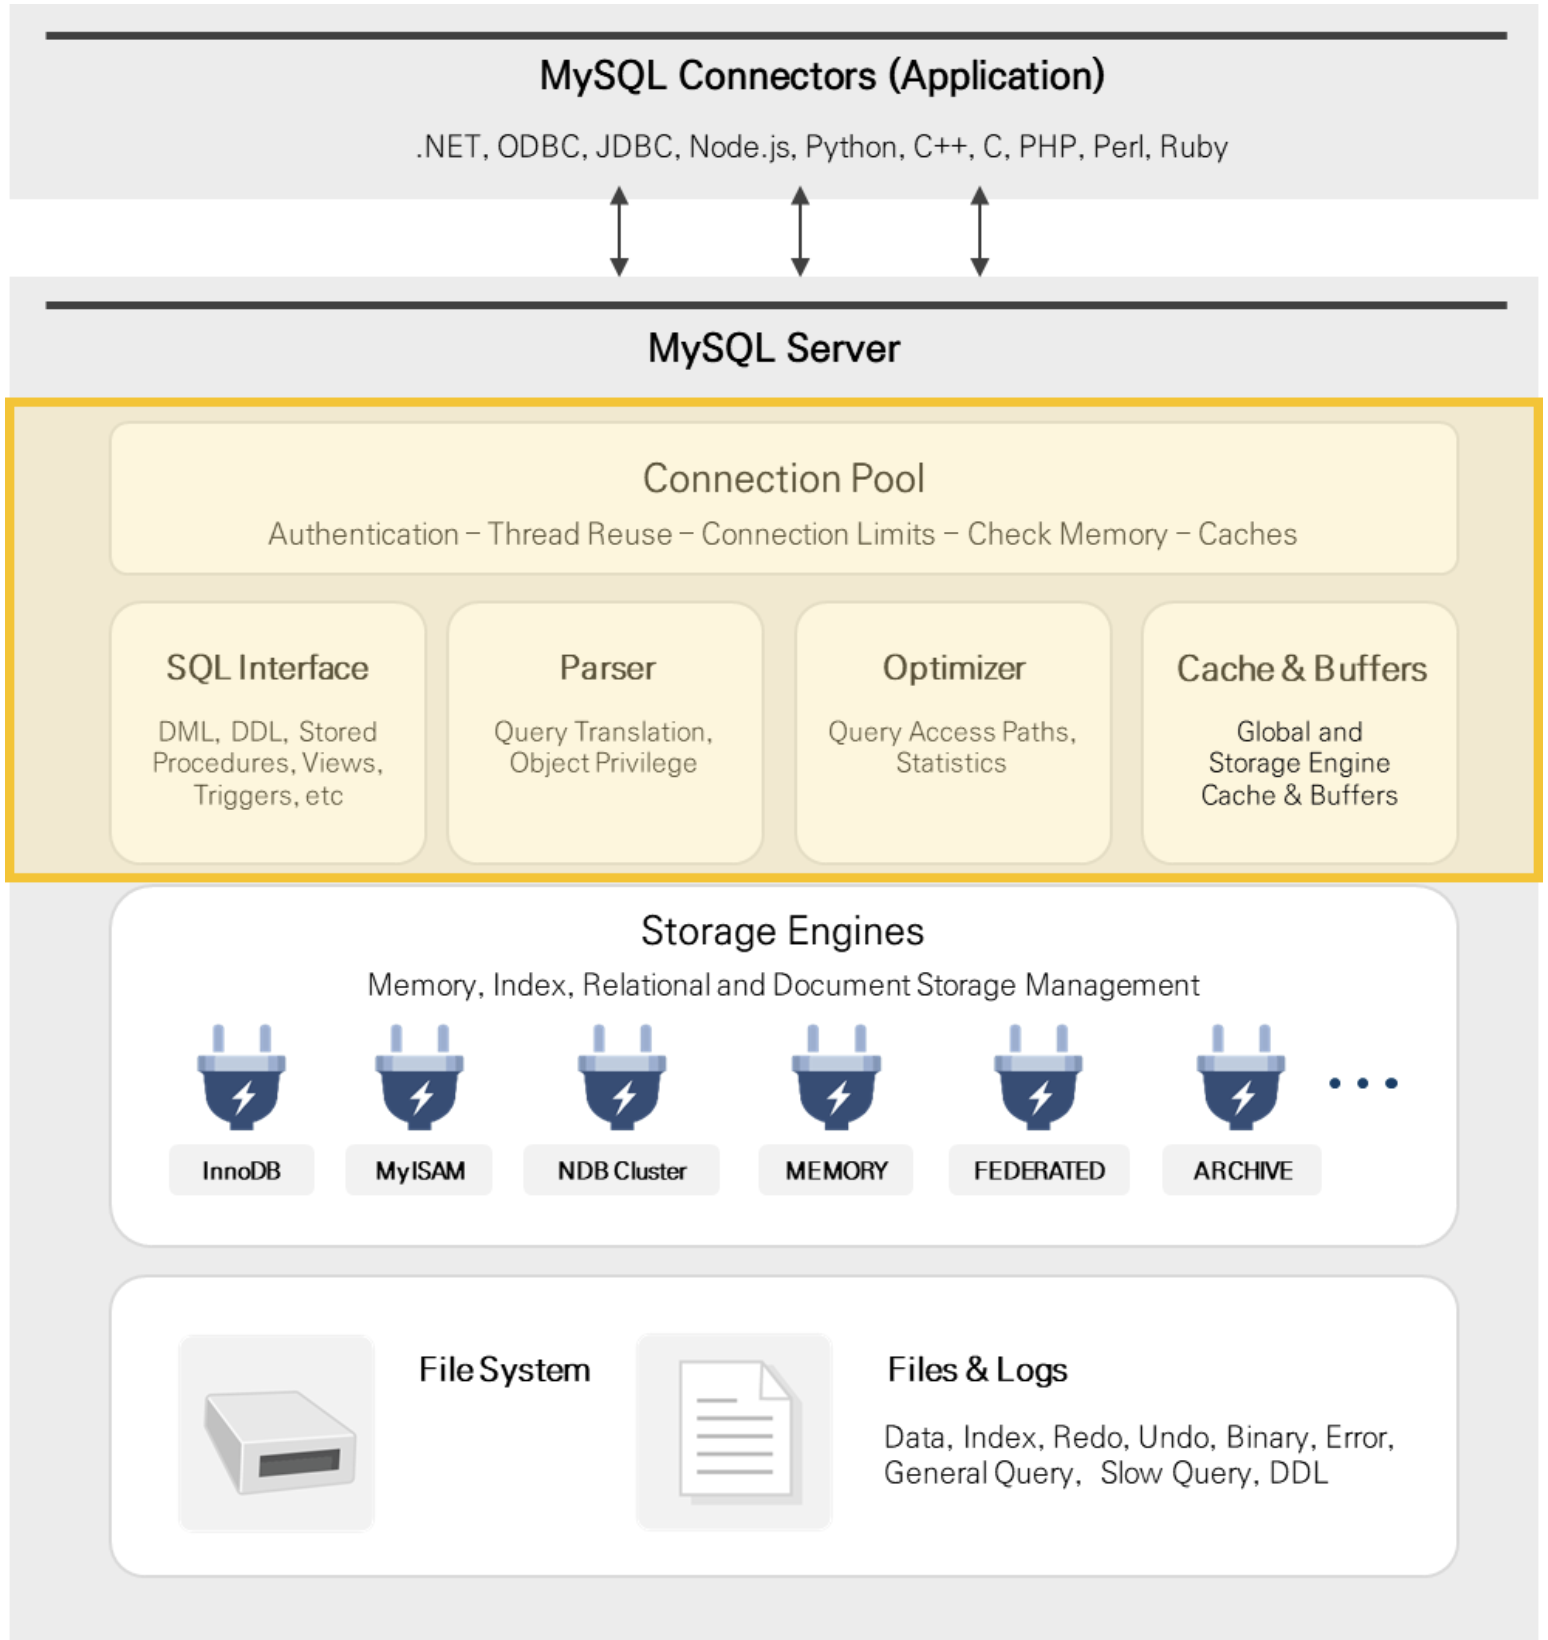 MySQL Connectors (Application)
.NET, ODBC, JDBC, Node.js, Python, C++, C, PHP, Perl, Ruby
MySQL Server
Connection Pool
Authentication – Thread Reuse – Connection Limits – Check Memory – Caches
SQL Interface
DML, DDL, Stored
Procedures, Views,
Triggers, etc
Parser
Query Translation,
Object Privilege
Optimizer
Query Access Paths,
Statistics
Cache & Buffers
Global and
Storage Engine
Cache & Buffers
Storage Engines
Memory, Index, Relational and Document Storage Management
InnoDB
MyISAM
NDB Cluster
MEMORY
FEDERATED
ARCHIVE
File System
Files & Logs
Data, Index, Redo, Undo, Binary, Error,
General Query, Slow Query, DDL